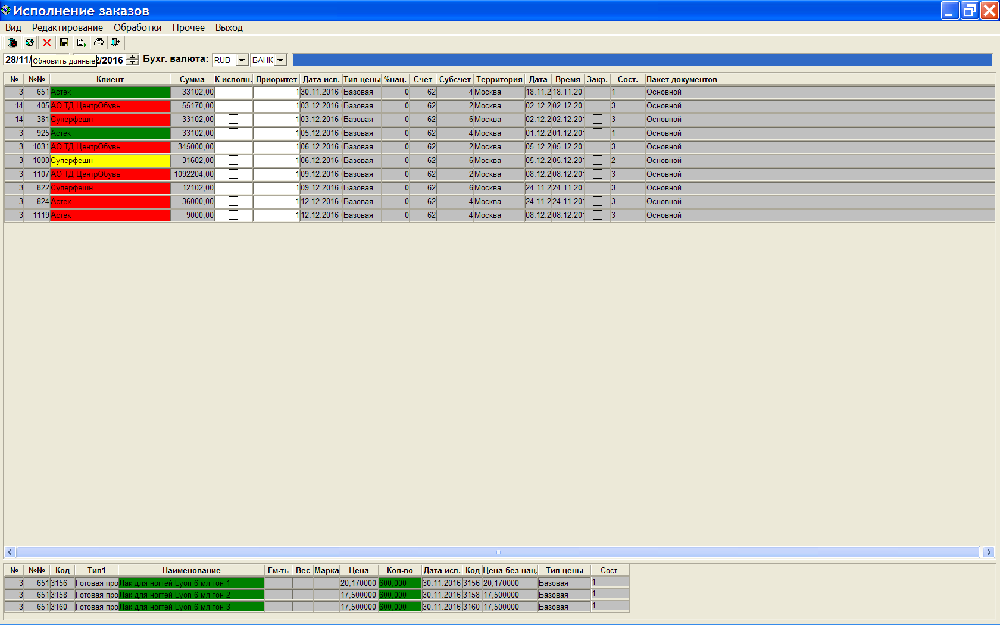 Исполнение заказов
Вид Редактирование Обработки Прочее Выход
28/11/ Обновить данные 2/2016 Бухг. валюта: RUB БАНК
№ №№ Клиент Сумма К исполн. Приоритет Дата исп. Тип цены %нац. Счет Субсчет Территория Дата Время Закр. Сост. Пакет документов
3 651 Астек 33102,00 1 30.11.2016 Базовая 0 62 4 Москва 18.11.2 18.11.20 1 Основной
14 405 АО ТД ЦентрОбувь 55170,00 1 03.12.2016 Базовая 0 62 2 Москва 02.12.2 02.12.20 3 Основной
14 381 Суперфешн 33102,00 1 03.12.2016 Базовая 0 62 6 Москва 02.12.2 02.12.20 3 Основной
3 925 Астек 33102,00 1 05.12.2016 Базовая 0 62 4 Москва 01.12.2 01.12.20 1 Основной
3 1031 АО ТД ЦентрОбувь 345000,00 1 06.12.2016 Базовая 0 62 2 Москва 05.12.2 05.12.20 3 Основной
3 1000 Суперфешн 31602,00 1 06.12.2016 Базовая 0 62 6 Москва 05.12.2 05.12.20 2 Основной
3 1107 АО ТД ЦентрОбувь 1092204,00 1 09.12.2016 Базовая 0 62 2 Москва 08.12.2 08.12.20 3 Основной
3 822 Суперфешн 12102,00 1 09.12.2016 Базовая 0 62 6 Москва 24.11.2 24.11.20 3 Основной
3 824 Астек 36000,00 1 12.12.2016 Базовая 0 62 4 Москва 24.11.2 24.11.20 3 Основной
3 1119 Астек 9000,00 1 12.12.2016 Базовая 0 62 4 Москва 08.12.2 08.12.20 3 Основной
№ №№ Код Тип1 Наименование Ем-ть Вес Марка Цена Кол-во Дата исп. Код Цена без нац. Тип цены Сост.
3 651 3156 Готовая про Лак для ногтей Lyon 6 мл тон 1 20,170000 600,000 30.11.2016 3156 20,170000 Базовая 1
3 651 3158 Готовая про Лак для ногтей Lyon 6 мл тон 2 17,500000 600,000 30.11.2016 3158 17,500000 Базовая 1
3 651 3160 Готовая про Лак для ногтей Lyon 6 мл тон 3 17,500000 600,000 30.11.2016 3160 17,500000 Базовая 1